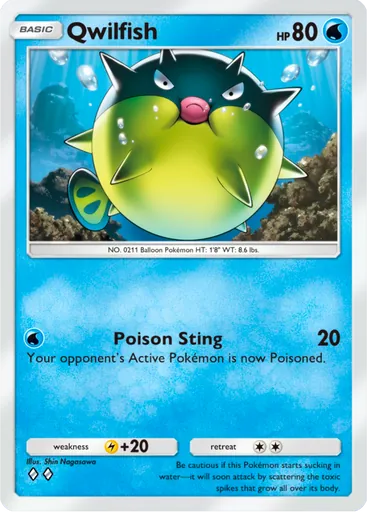 BASIC Qwilfish HP 80
NO. 0211 Balloon Pokémon HT: 1'8" WT: 8.6 lbs.
Poison Sting 20
Your opponent's Active Pokémon is now Poisoned.
weakness +20 retreat
Illus. Shin Nagasawa
Be cautious if this Pokémon starts sucking in
water—it will soon attack by scattering the toxic
spikes that grow all over its body.